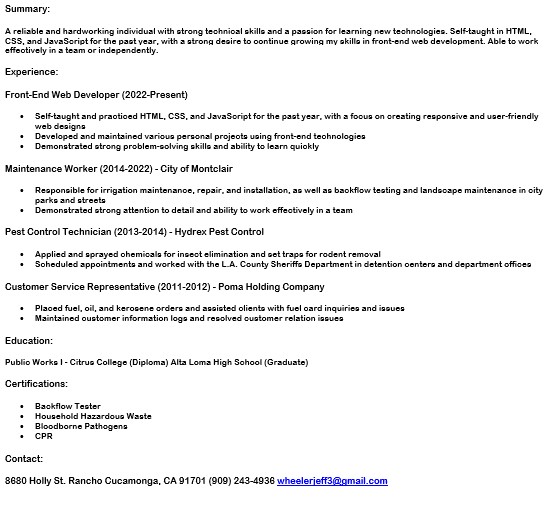 Summary:
A reliable and hardworking individual with strong technical skills and a passion for learning new technologies. Self-taught in HTML,
CSS, and JavaScript for the past year, with a strong desire to continue growing my skills in front-end web development. Able to work
effectively in a team or independently.
Experience:
Front-End Web Developer (2022-Present)
• Self-taught and practiced HTML, CSS, and JavaScript for the past year, with a focus on creating responsive and user-friendly
web designs
• Developed and maintained various personal projects using front-end technologies
• Demonstrated strong problem-solving skills and ability to learn quickly
Maintenance Worker (2014-2022) - City of Montclair
• Responsible for irrigation maintenance, repair, and installation, as well as backflow testing and landscape maintenance in city
parks and streets
• Demonstrated strong attention to detail and ability to work effectively in a team
Pest Control Technician (2013-2014) - Hydrex Pest Control
• Applied and sprayed chemicals for insect elimination and set traps for rodent removal
• Scheduled appointments and worked with the L.A. County Sheriffs Department in detention centers and department offices
Customer Service Representative (2011-2012) - Poma Holding Company
• Placed fuel, oil, and kerosene orders and assisted clients with fuel card inquiries and issues
• Maintained customer information logs and resolved customer relation issues
Education:
Public Works I - Citrus College (Diploma) Alta Loma High School (Graduate)
Certifications:
• Backflow Tester
• Household Hazardous Waste
• Bloodborne Pathogens
• CPR
Contact:
8680 Holly St. Rancho Cucamonga, CA 91701 (909) 243-4936 wheelerjeff3@gmail.com